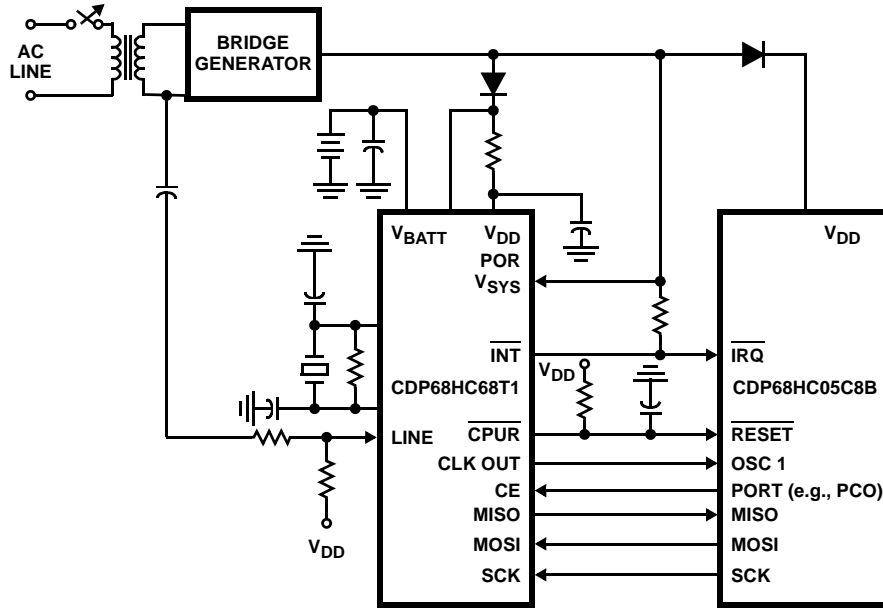 AC
LINE
BRIDGE
GENERATOR
VBATT
VDD
POR
VSYS
INT
CDP68HC68T1
LINE
CPUR
CLK OUT
CE
MISO
MOSI
SCK
VDD
VDD
VDD
IRQ
CDP68HC05C8B
RESET
OSC 1
PORT (e.g., PCO)
MISO
MOSI
SCK